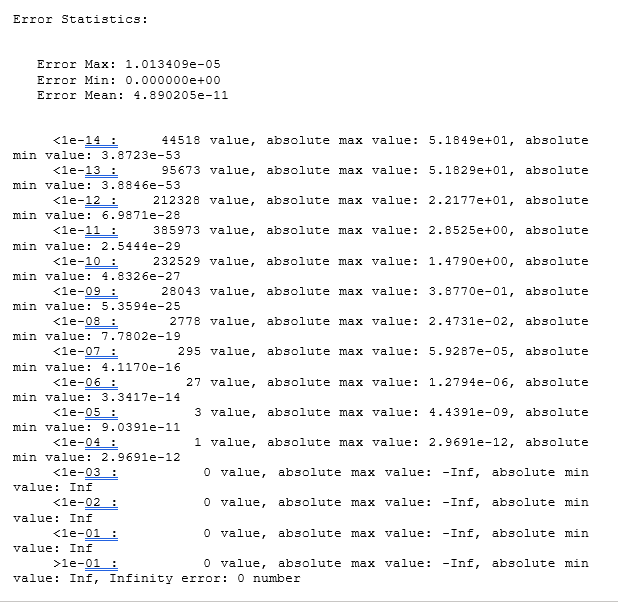 Error Statistics:
Error Max: 1.013409e-05
Error Min: 0.000000e+00
Error Mean: 4.890205e-11
<1e-14 : 44518 value, absolute max value: 5.1849e+01, absolute
min value: 3.8723e-53
<1e-13 : 95673 value, absolute max value: 5.1829e+01, absolute
min value: 3.8846e-53
<1e-12 : 212328 value, absolute max value: 2.2177e+01, absolute
min value: 6.9871e-28
<1e-11 : 385973 value, absolute max value: 2.8525e+00, absolute
min value: 2.5444e-29
<1e-10 : 232529 value, absolute max value: 1.4790e+00, absolute
min value: 4.8326e-27
<1e-09 : 28043 value, absolute max value: 3.8770e-01, absolute
min value: 5.3594e-25
<1e-08 : 2778 value, absolute max value: 2.4731e-02, absolute
min value: 7.7802e-19
<1e-07 : 295 value, absolute max value: 5.9287e-05, absolute
min value: 4.1170e-16
<1e-06 : 27 value, absolute max value: 1.2794e-06, absolute
min value: 3.3417e-14
<1e-05 : 3 value, absolute max value: 4.4391e-09, absolute
min value: 9.0391e-11
<1e-04 : 1 value, absolute max value: 2.9691e-12, absolute
min value: 2.9691e-12
<1e-03 : 0 value, absolute max value: -Inf, absolute min
value: Inf
<1e-02 : 0 value, absolute max value: -Inf, absolute min
value: Inf
<1e-01 : 0 value, absolute max value: -Inf, absolute min
value: Inf
>1e-01 : 0 value, absolute max value: -Inf, absolute min
value: Inf, Infinity error: 0 number